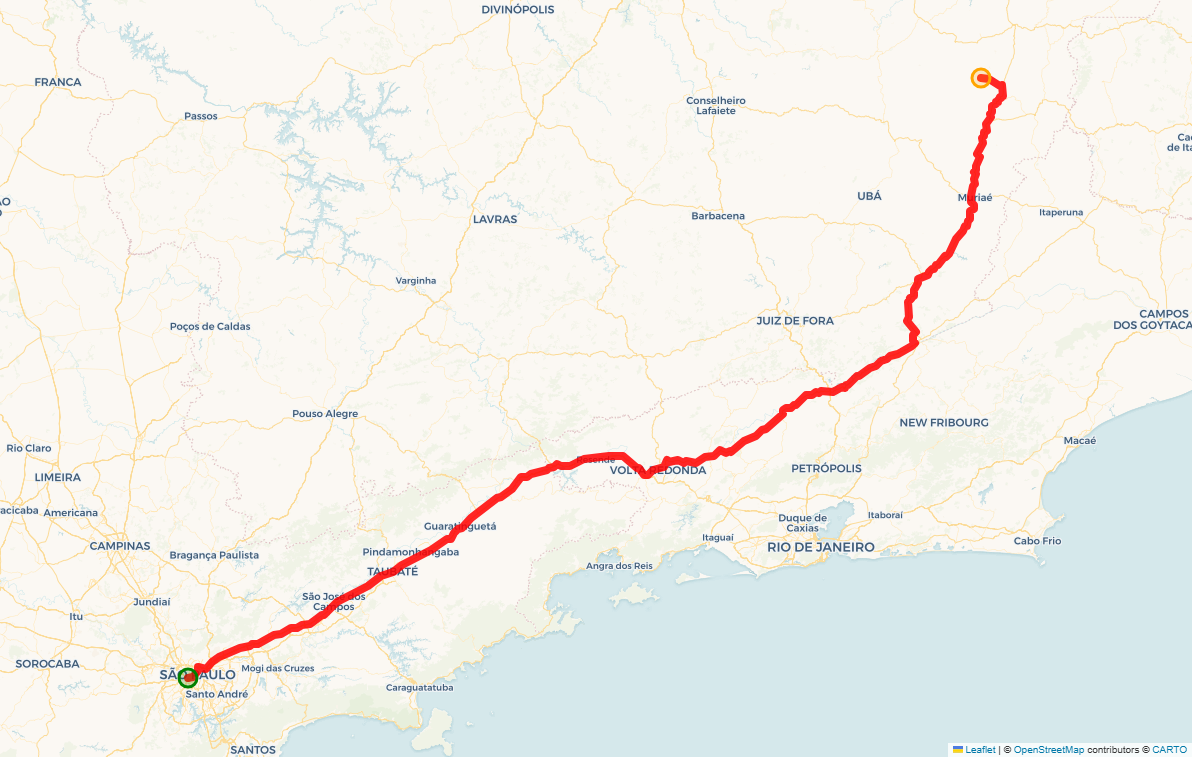 DIVINÓPOLIS
FRANCA
Passos
Conselheiro
Lafaiete
UBÁ
Muriaé
LAVRAS
Barbacena
Itaperuna
Varginha
Poços de Caldas
JUIZ DE FORA
CAMPOS
DOS GOYTACA
Pouso Alegre
NEW FRIBOURG
Macaé
Rio Claro
Resende
VOLTA REDONDA
PETRÓPOLIS
LIMEIRA
acicaba
Americana
Guaratinguetá
Duque de
Caxias
Itaboraí
CAMPINAS
Bragança Paulista
Pindamonhangaba
TAUBATÉ
Itaguaí
RIO DE JANEIRO
Cabo Frio
Angra dos Reis
Jundiaí
São José dos
Campos
Itu
SOROCABA
SÃO PAULO
Mogi das Cruzes
Santo André
Caraguatatuba
SANTOS
Leaflet | © OpenStreetMap contributors © CARTO